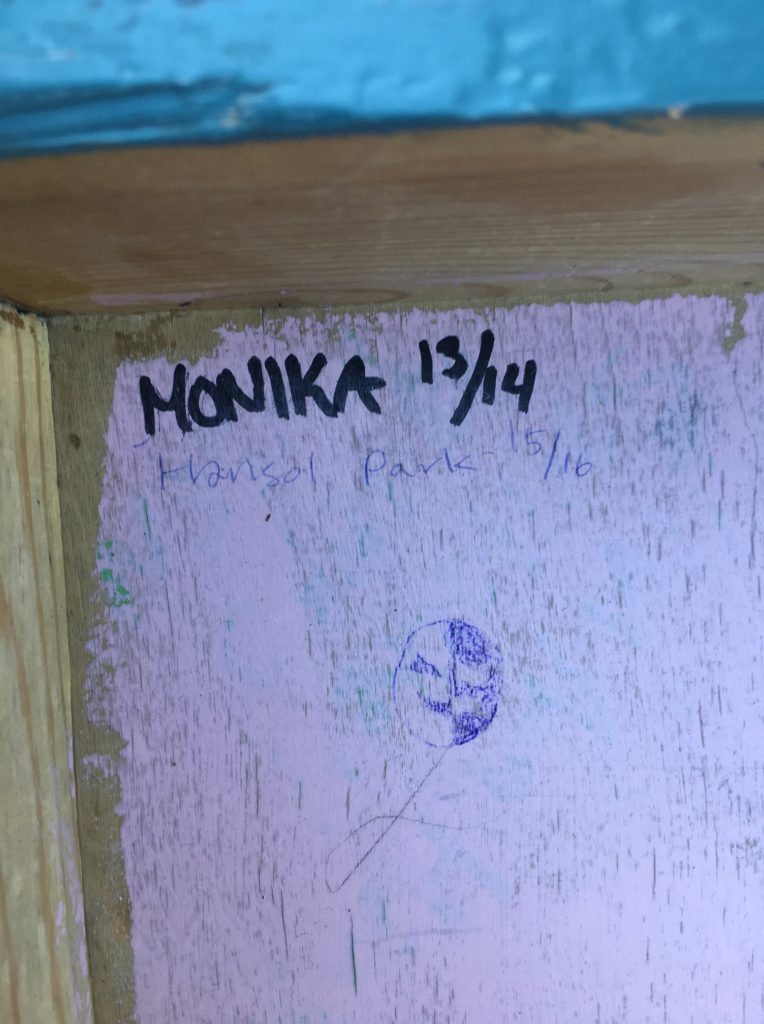 MONIKA 13/14
Hansol Park 15/16